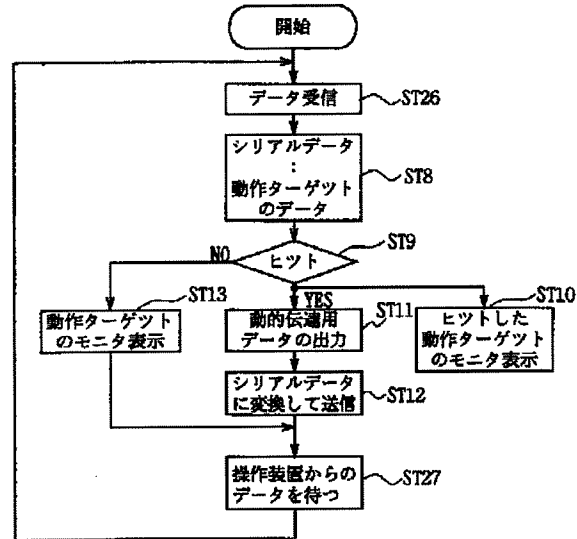 開始
データ受信
ST26
シリアルデータ
:
動作ターゲツト
のデータ
ST8
ヒツト
ST9
NO
YES
ST13
動作ターゲツト
のモニタ表示
動的伝達用
データの出力
ST11
ST10
ヒツトした
動作ターゲツト
のモニタ表示
シリアルデータ
に変換して送信
ST12
操作装置からの
データを待つ
ST27